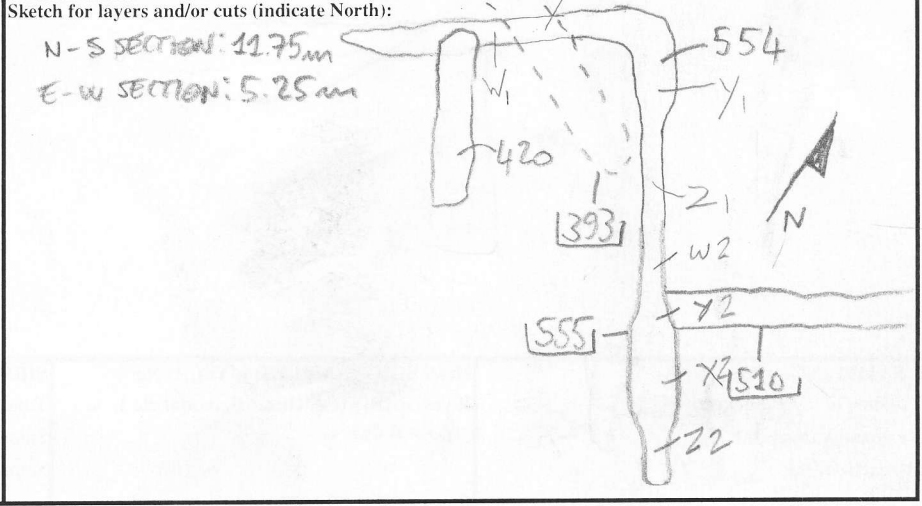 Sketch for layers and/or cuts (indicate North):
N-S SECTION: 11.75m
E-W SECTION: 5.25m
X
554
W1
Y1
420
Z1
N
393
W2
Y2
555
X2
510
Z2